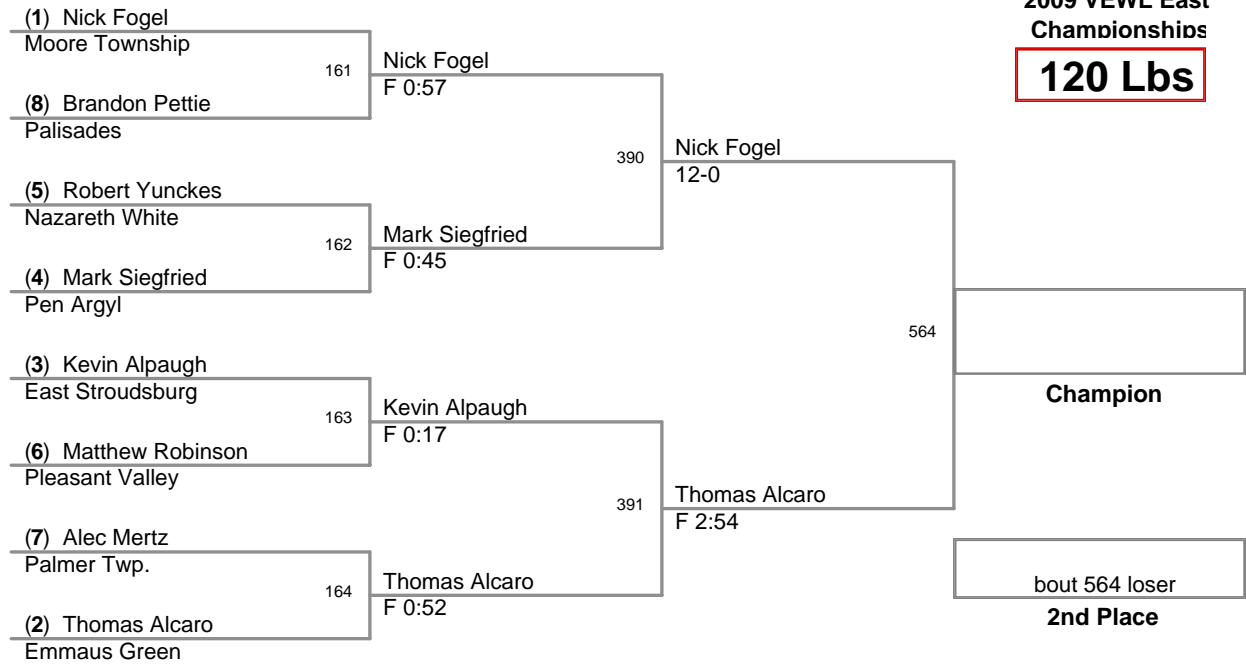 2009 VEWL East
Championships
120 Lbs
(1) Nick Fogel
Moore Township
161
(8) Brandon Pettie
Palisades
(5) Robert Yunckes
Nazareth White
162
(4) Mark Siegfried
Pen Argyl
(3) Kevin Alpaugh
East Stroudsburg
163
(6) Matthew Robinson
Pleasant Valley
(7) Alec Mertz
Palmer Twp.
164
(2) Thomas Alcaro
Emmaus Green
Nick Fogel
F 0:57
390
Mark Siegfried
F 0:45
Kevin Alpaugh
F 0:17
391
Thomas Alcaro
F 0:52
Nick Fogel
12-0
564
Thomas Alcaro
F 2:54
Champion
bout 564 loser
2nd Place